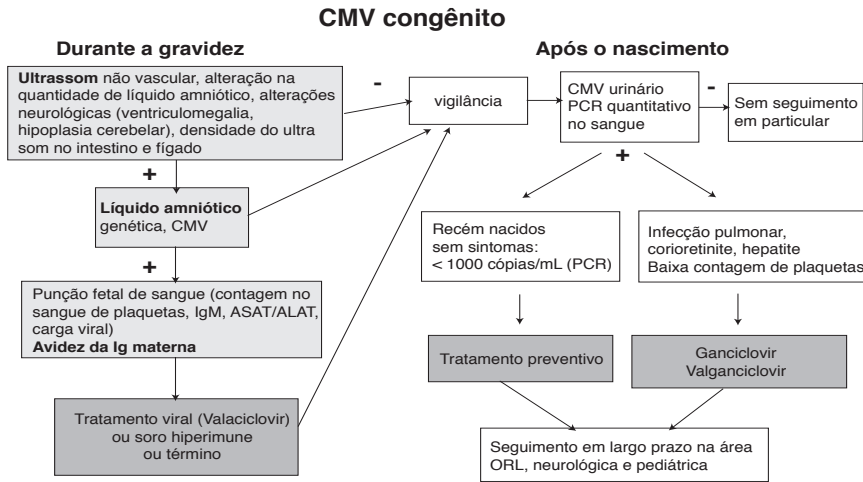 CMV congênito
Durante a gravidez
Ultrassom não vascular, alteração na
quantidade de líquido amniótico, alterações
neurológicas (ventriculomegalia,
hipoplasia cerebelar), densidade do ultra
som no intestino e fígado
+
Líquido amniótico
genética, CMV
+
Punção fetal de sangue (contagem no
sangue de plaquetas, IgM, ASAT/ALAT,
carga viral)
Avidez da Ig materna
Tratamento viral (Valaciclovir)
ou soro hiperimune
ou término
-
vigilância
Após o nascimento
CMV urinário
PCR quantitativo
no sangue
-
Sem seguimento
em particular
+
Recém nacidos
sem sintomas:
< 1000 cópias/mL (PCR)
Infecção pulmonar,
corioretinite, hepatite
Baixa contagem de plaquetas
Tratamento preventivo
Ganciclovir
Valganciclovir
Seguimento em largo prazo na área
ORL, neurológica e pediátrica